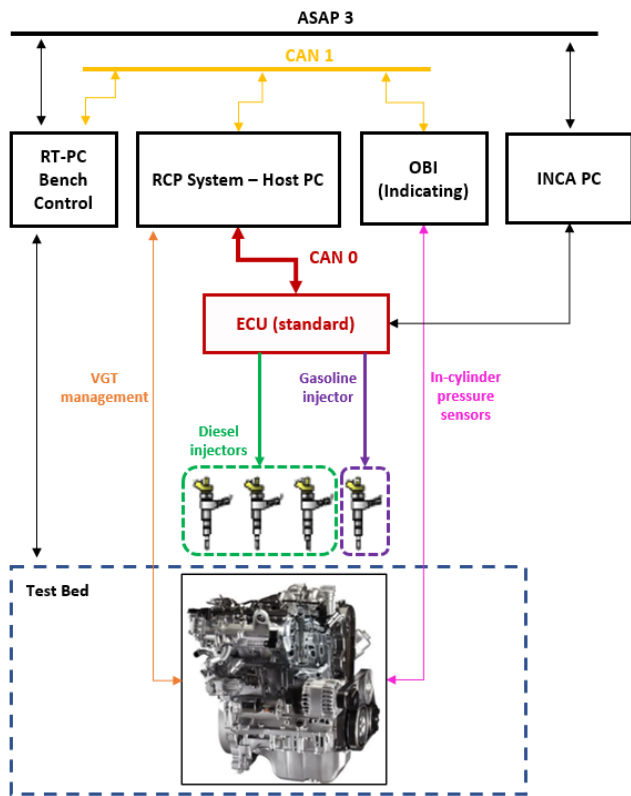 ASAP 3
CAN 1
RT-PC
Bench
Control
RCP System – Host PC
OBI
(Indicating)
INCA PC
CAN 0
ECU (standard)
VGT
management
Gasoline
injector
In-cylinder
pressure
sensors
Diesel
injectors
Test Bed